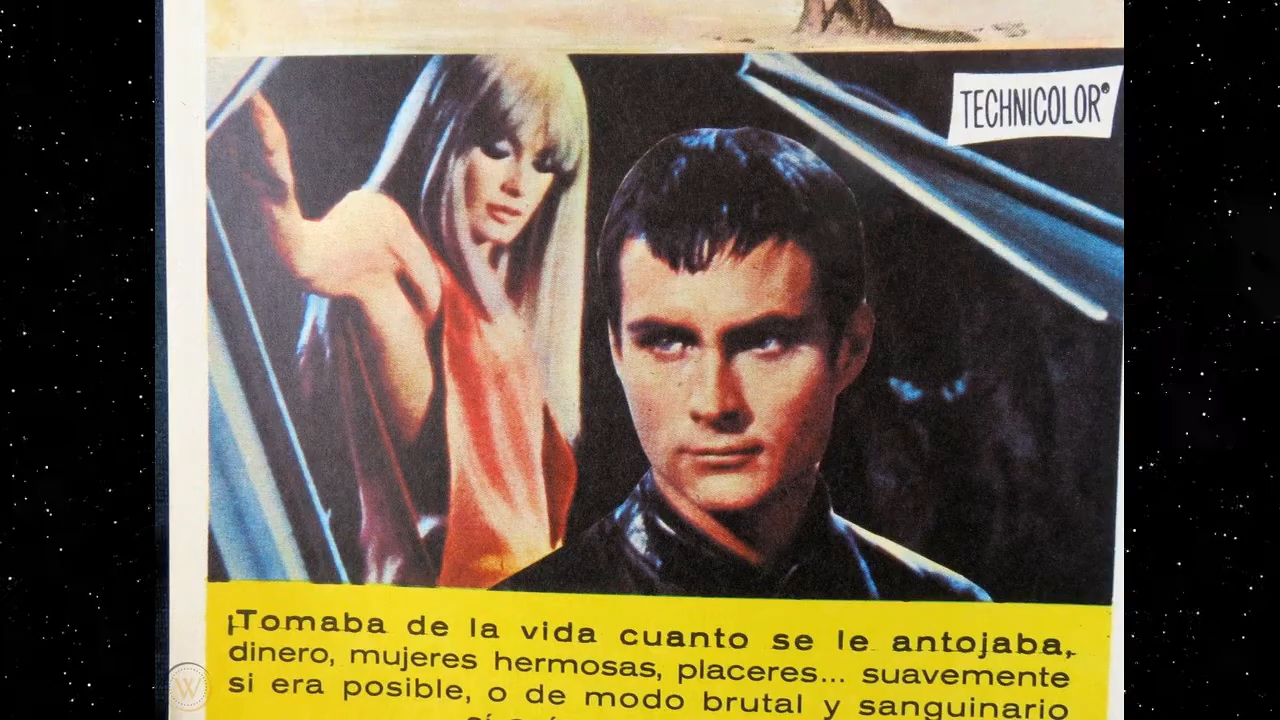 TECHNICOLOR®
¡Tomaba de la vida cuanto se le antojaba,
dinero, mujeres hermosas, placeres... suavemente
si era posible, o de modo brutal y sanguinario
W